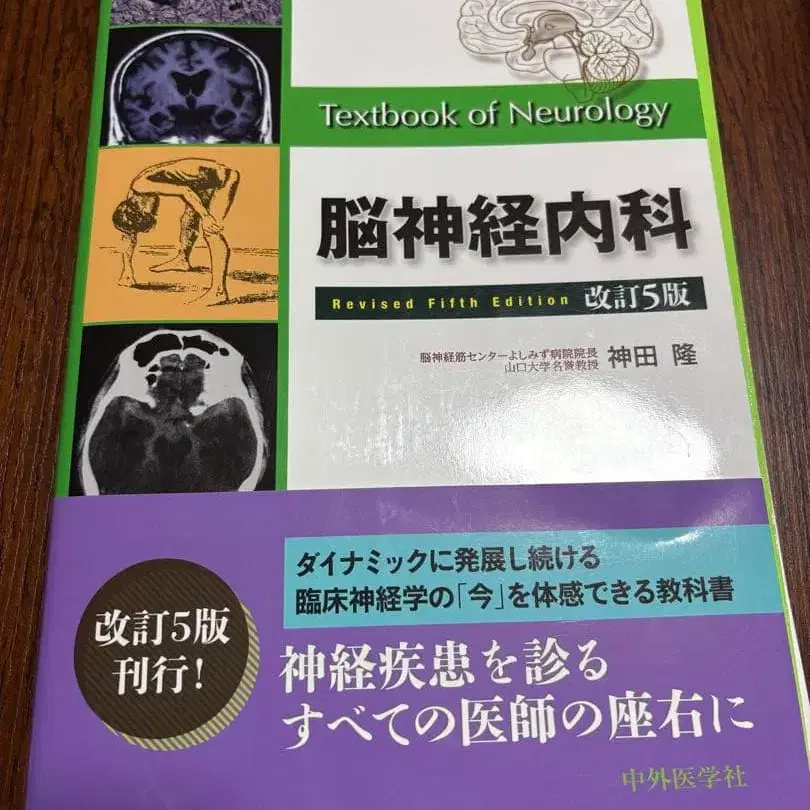 Textbook of Neurology
脳神経内科
Revised Fifth Edition 改訂5版
脳神経筋センターよしみず病院院長
山口大学名誉教授
神田 隆
ダイナミックに発展し続ける
臨床神経学の「今」を体感できる教科書
改訂5版
刊行!
神経疾患を診る
すべての医師の座右に
中外医学社